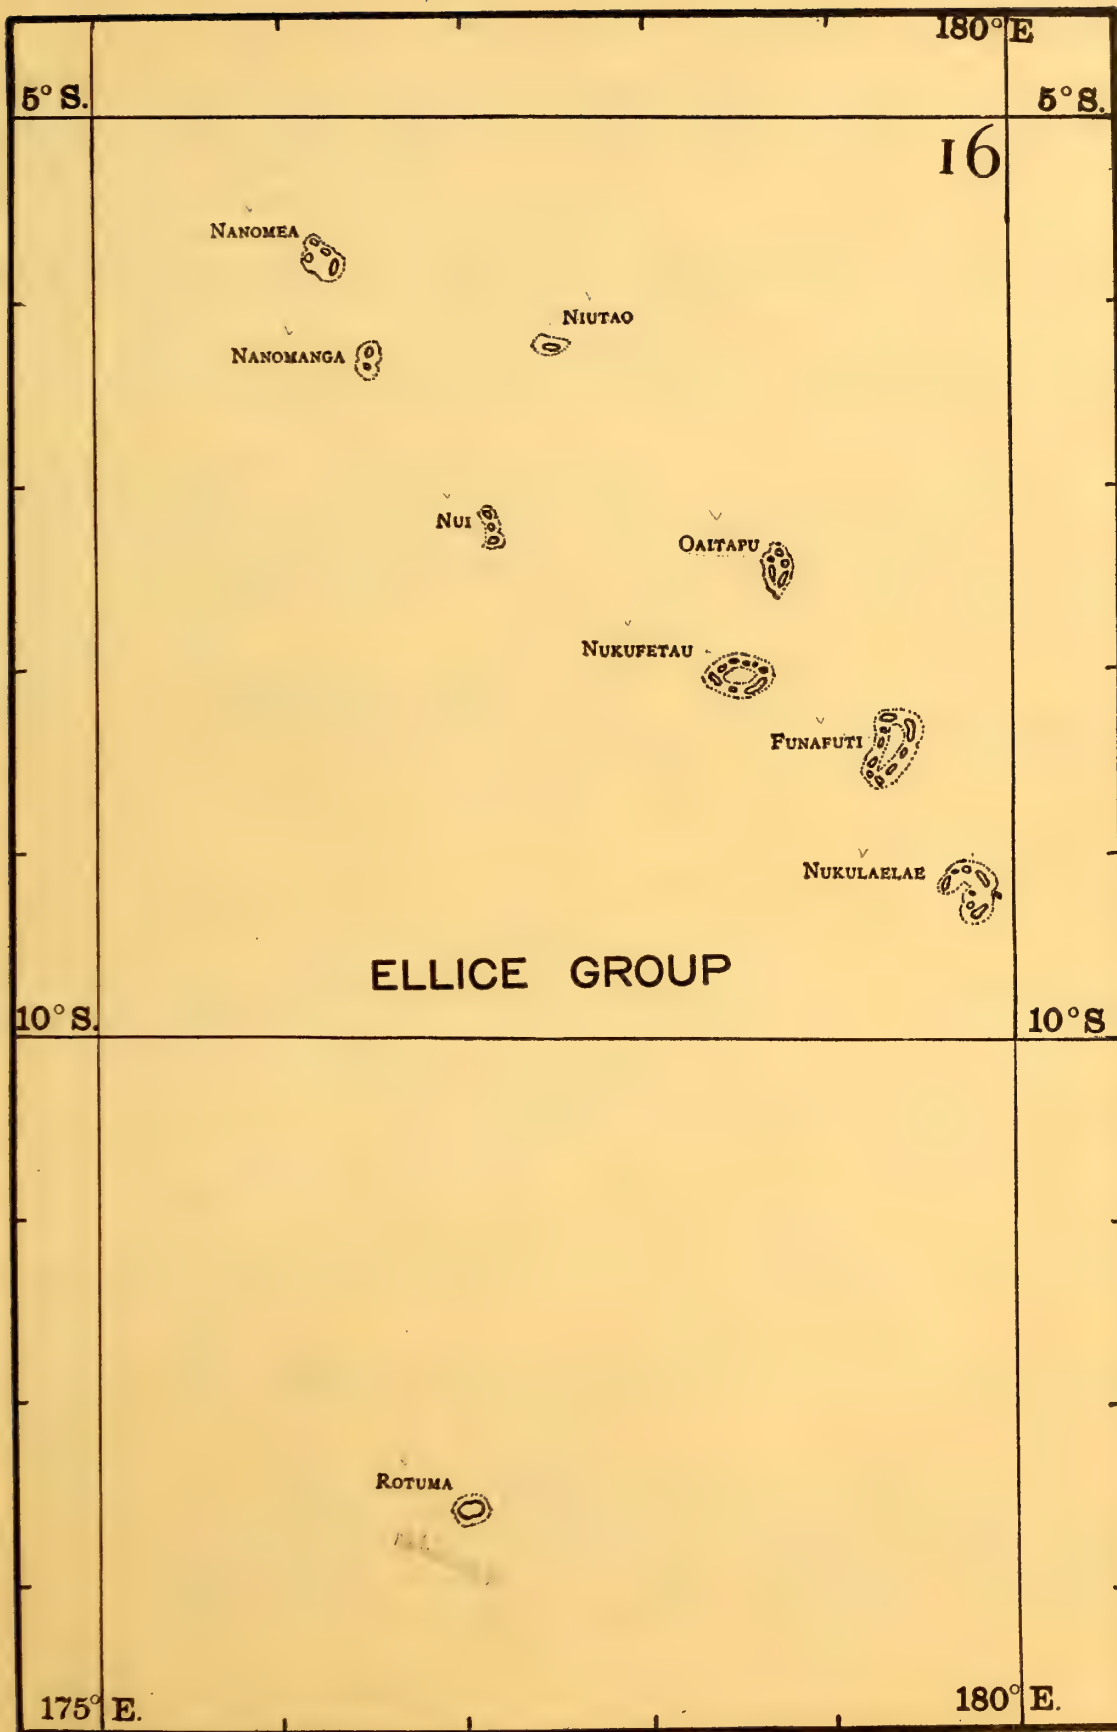 180° E
5° S.
5° S.
16
NANOMEA
NIUTAO
NANOMANGA
NUI
OAITAPU
NUKUFETAU
FUNAFUTI
NUKULAELAE
ELLICE GROUP
10° S.
10° S
ROTUMA
175° E.
180° E.